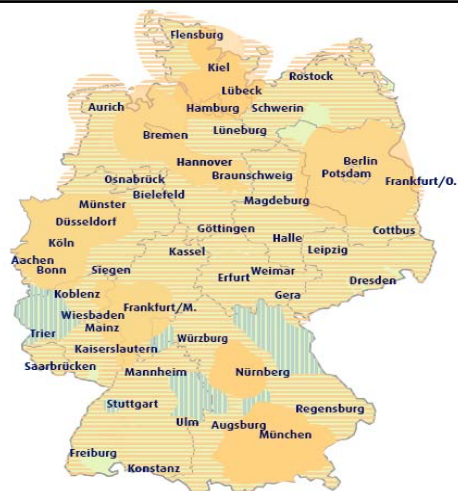 Flensburg
Kiel
Rostock
Lübeck
Aurich
Hamburg Schwerin
Bremen
Lüneburg
Hannover
Berlin
Osnabrück
Braunschweig
Potsdam
Frankfurt/O.
Bielefeld
Münster
Magdeburg
Düsseldorf
Göttingen
Cottbus
Köln
Kassel
Halle
Leipzig
Aachen
Bonn
Siegen
Erfurt
Weimar
Dresden
Koblenz
Gera
Wiesbaden
Frankfurt/M.
Trier
Mainz
Würzburg
Kaiserslautern
Saarbrücken
Mannheim
Nürnberg
Stuttgart
Regensburg
Ulm
Augsburg
München
Freiburg
Konstanz